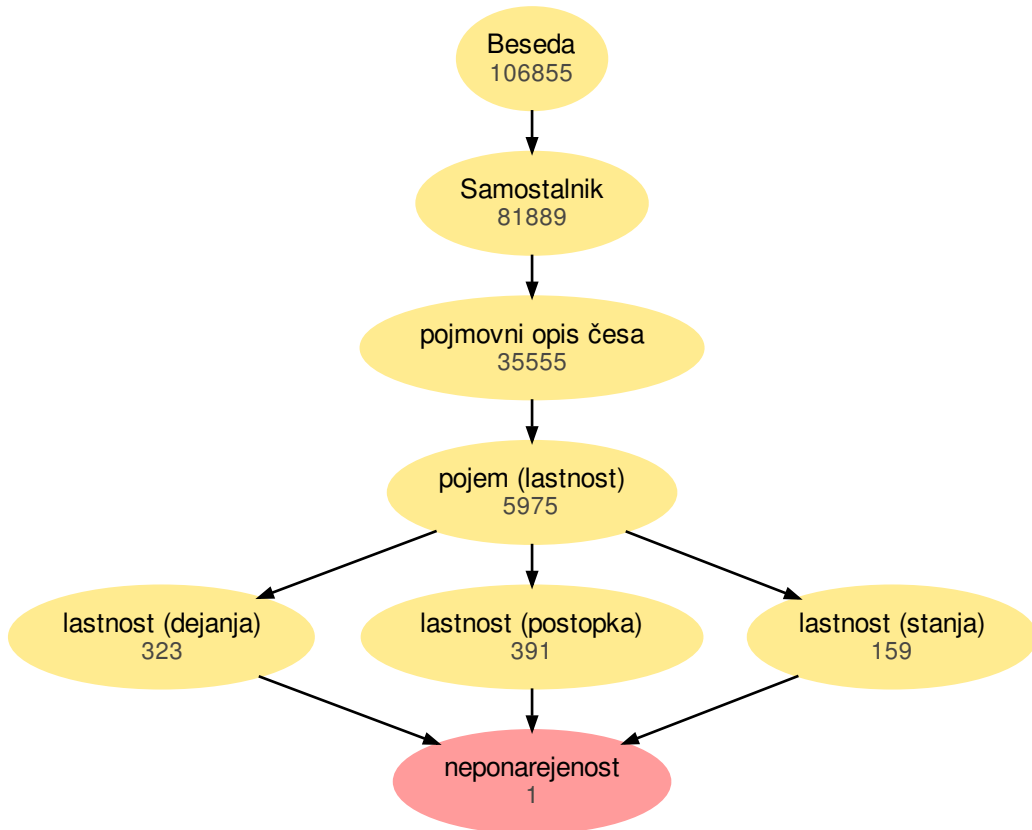 Beseda
106855
Samostalnik
81889
pojmovni opis česa
35555
pojem (lastnost)
5975
lastnost (dejanja)
323
lastnost (postopka)
391
lastnost (stanja)
159
neponarejenost
1